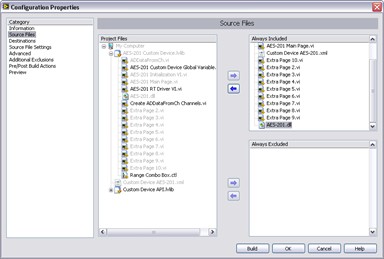 Configuration Properties
Category
Information
Source Files
Destinations
Source File Settings
Advanced
Additional Exclusions
Pre/Post Build Actions
Preview
Source Files
Project Files
My Computer
AES-201 Custom Device.lvlib
ADDataFromCh.vi
AES-201 Custom Device Global Variable.
AES-201 Initialization VI.vi
AES-201 Main Page.vi
AES-201 RT Driver VI.vi
AES-201.dll
Create ADDataFromCh Channels.vi
Extra Page 2.vi
Extra Page 3.vi
Extra Page 4.vi
Extra Page 5.vi
Extra Page 6.vi
Extra Page 7.vi
Extra Page 8.vi
Extra Page 9.vi
Extra Page 10.vi
Range Combo Box.ctl
Custom Device AES-201.xml
Custom Device API.lvlib
Always Included
AES-201 Main Page.vi
Custom Device AES-201.xml
Extra Page 10.vi
Extra Page 2.vi
Extra Page 3.vi
Extra Page 4.vi
Extra Page 5.vi
Extra Page 6.vi
Extra Page 7.vi
Extra Page 8.vi
Extra Page 9.vi
AES-201.dll
Always Excluded
Build
OK
Cancel
Help